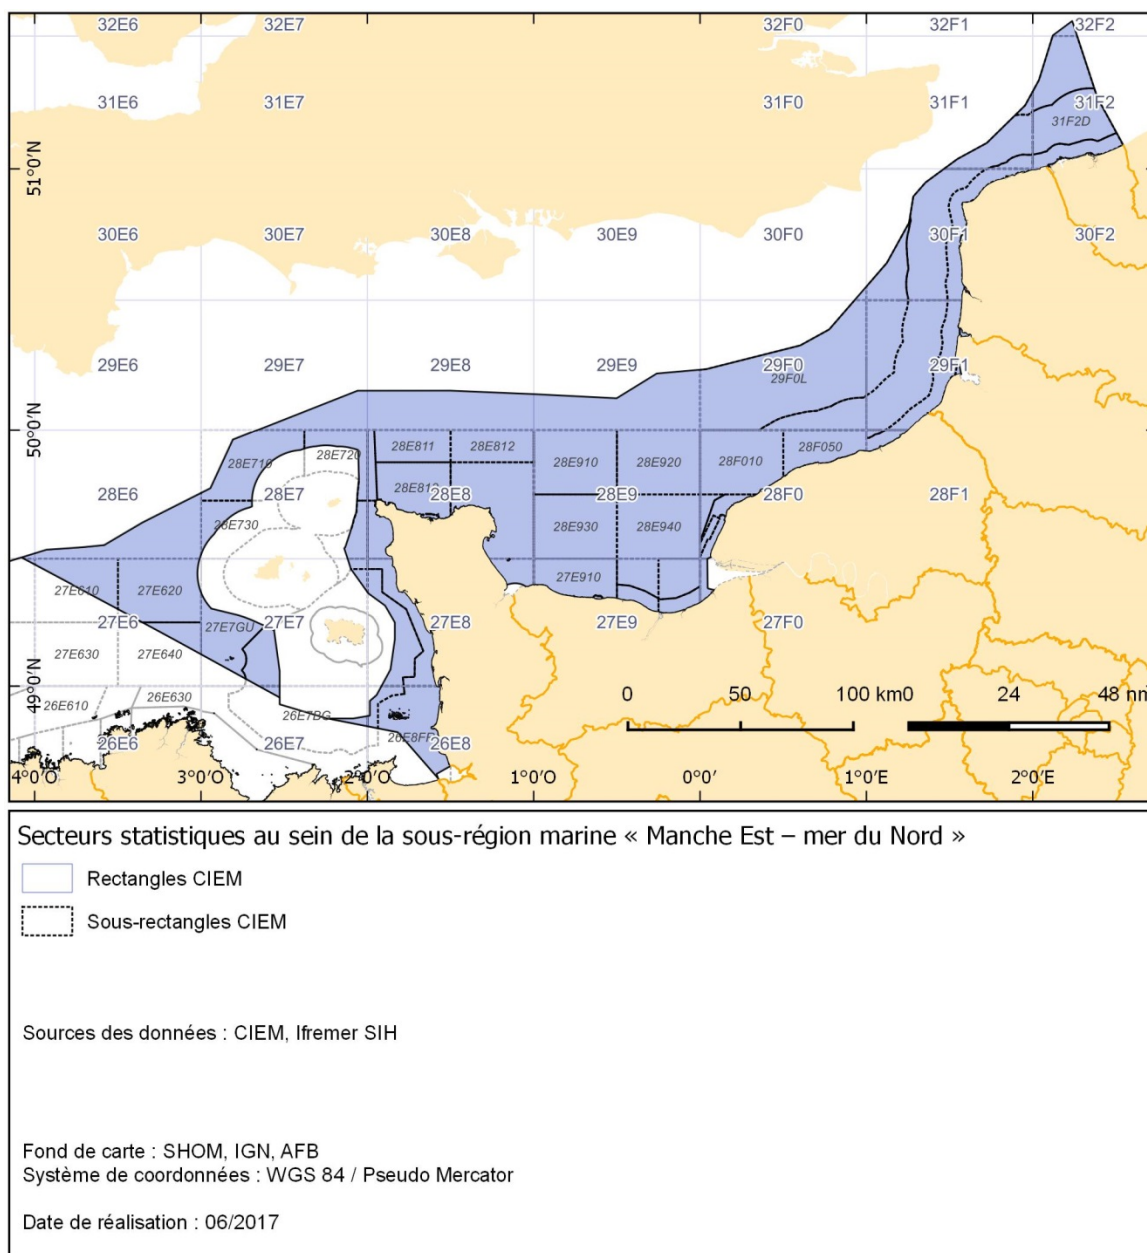 32E6 32E7 32F0 32F1 32F2
31E6 31E7 31F0 31F1 31F2
31F2D
51°0'N
30E6 30E7 30E8 30E9 30F0 30F1 30F2
29E6 29E7 29E8 29E9 29F0 29F1
29F0L
50°0'N
28E710 28E720 28E811 28E812 28E910 28E920 28F010 28F050
28E6 28E7 28E813 28E8 28E9 28F0 28F1
28E730 28E930 28E940
27E610 27E620 27E910
27E6 27E7GU 27E7 27E8 27E9 27F0
27E630 27E640
49°0'N
26E610 26E630 26E7BG
0 50 100 km 0 24 48 nm
26E6 26E7 26E8FF 26E8
4°0'O 3°0'O 2°0'O 1°0'O 0°0'' 1°0'E 2°0'E
Secteurs statistiques au sein de la sous-région marine « Manche Est – mer du Nord »
Rectangles CIEM
Sous-rectangles CIEM
Sources des données : CIEM, Ifremer SIH
Fond de carte : SHOM, IGN, AFB
Système de coordonnées : WGS 84 / Pseudo Mercator
Date de réalisation : 06/2017